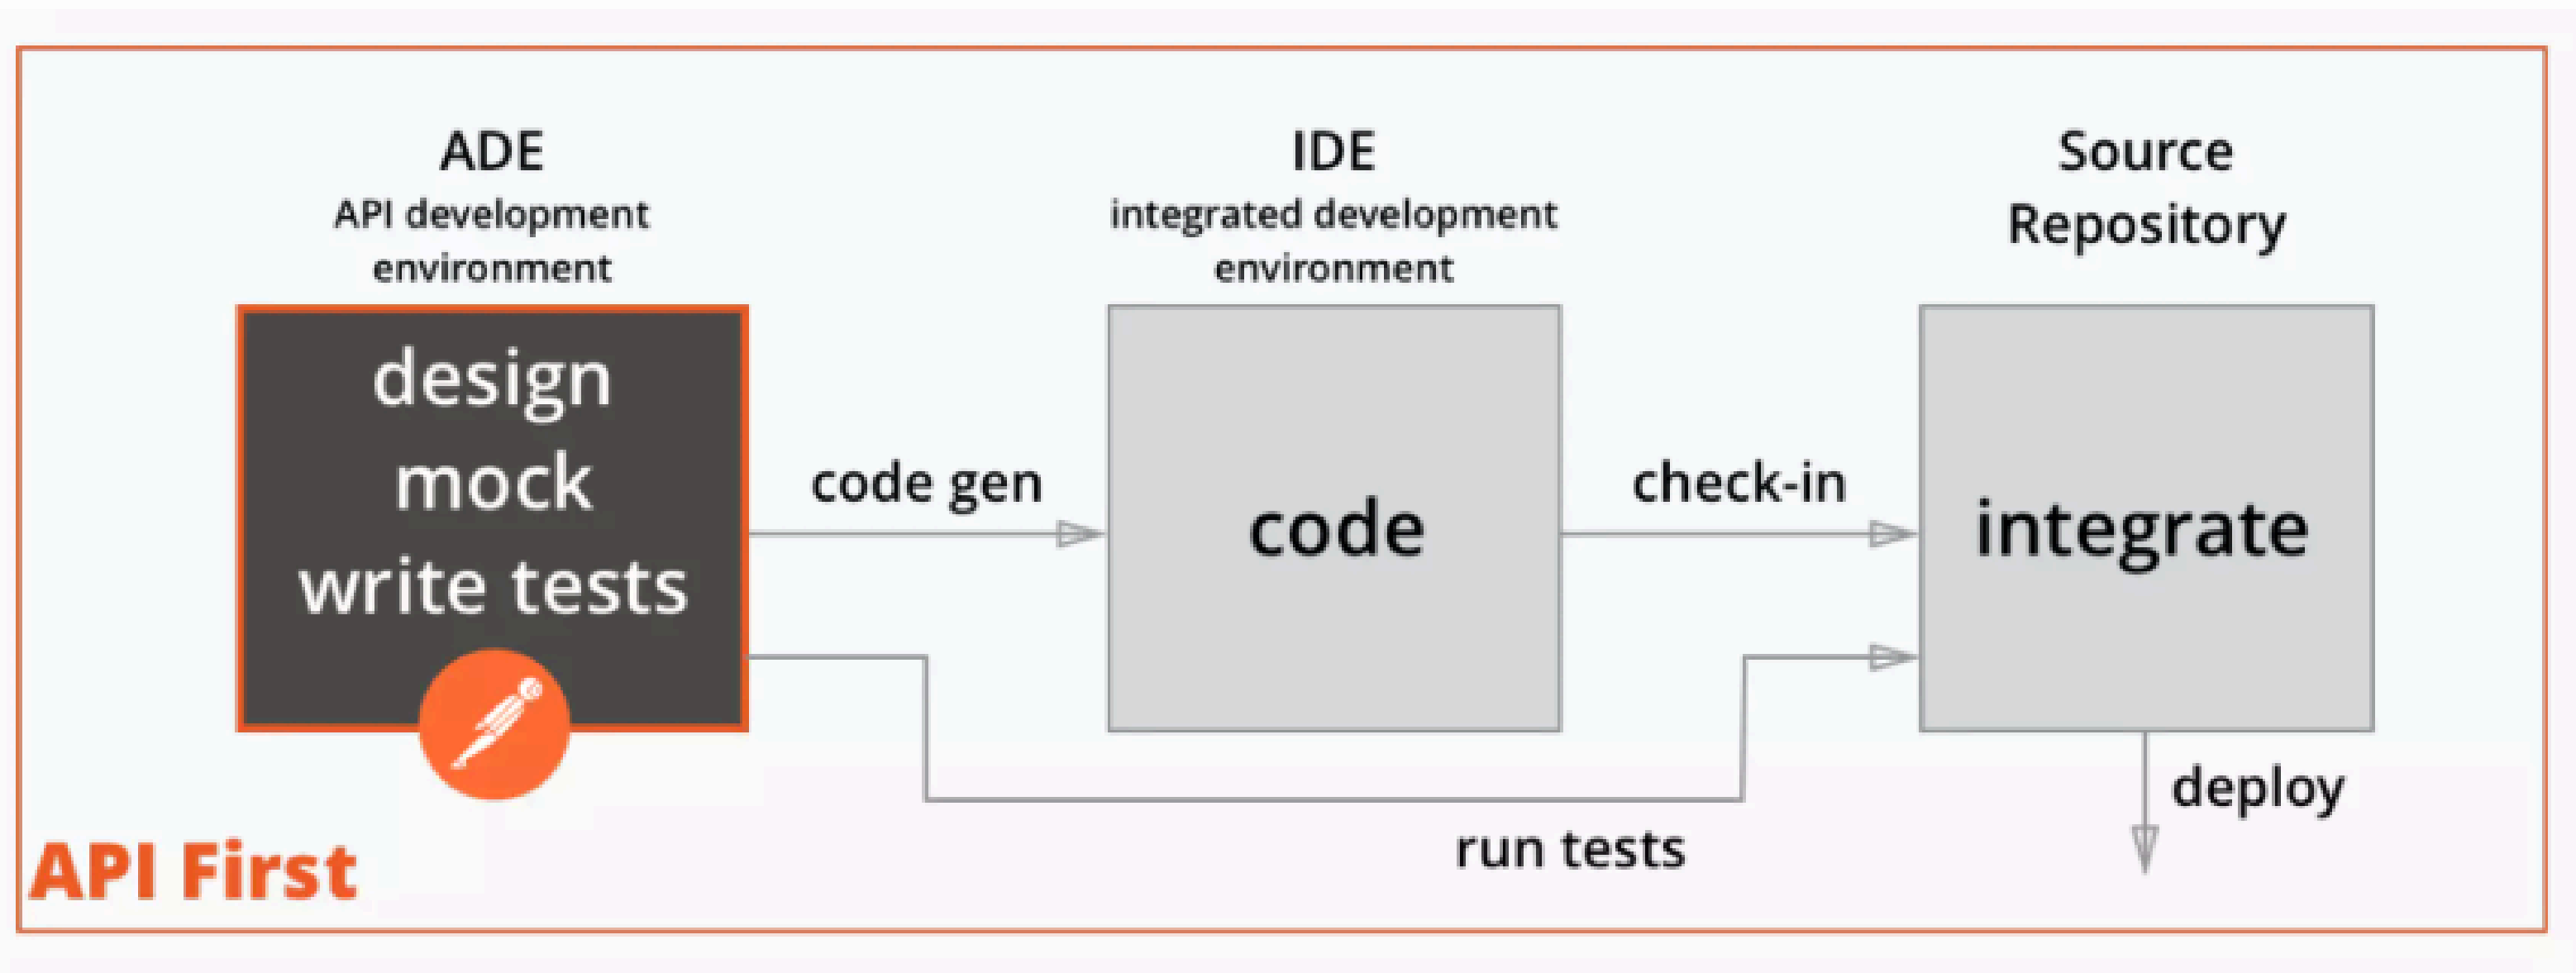 ADE
API development
environment
design
mock
write tests
code gen
IDE
integrated development
environment
code
check-in
Source
Repository
integrate
run tests
deploy
API First